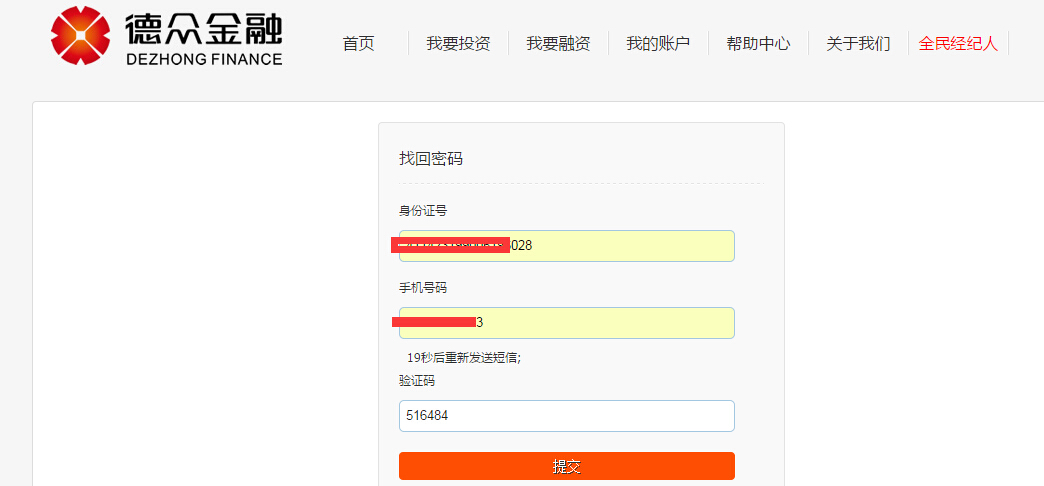 德众金融
DEZHONG FINANCE
首页 我要投资 我要融资 我的账户 帮助中心 关于我们 全民经纪人
找回密码
身份证号
028
手机号码
3
19秒后重新发送短信;
验证码
516484
提交